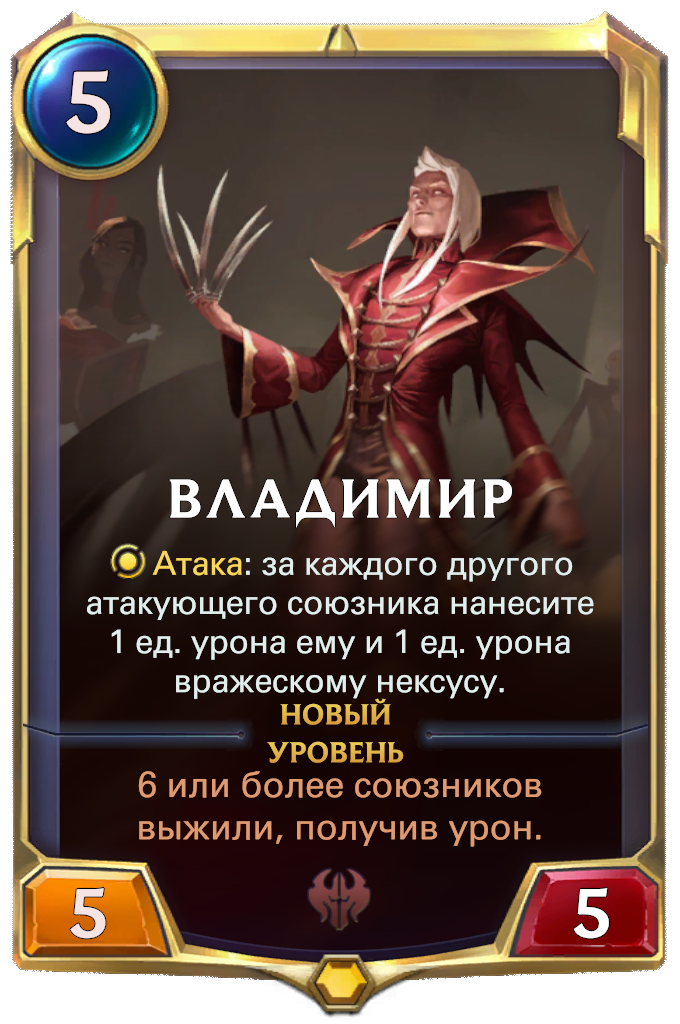 5
ВЛАДИМИР
Атака: за каждого другого
атакующего союзника нанесите
1 ед. урона ему и 1 ед. урона
вражескому нексусу.
НОВЫЙ
УРОВЕНЬ
6 или более союзников
выжили, получив урон.
5
5